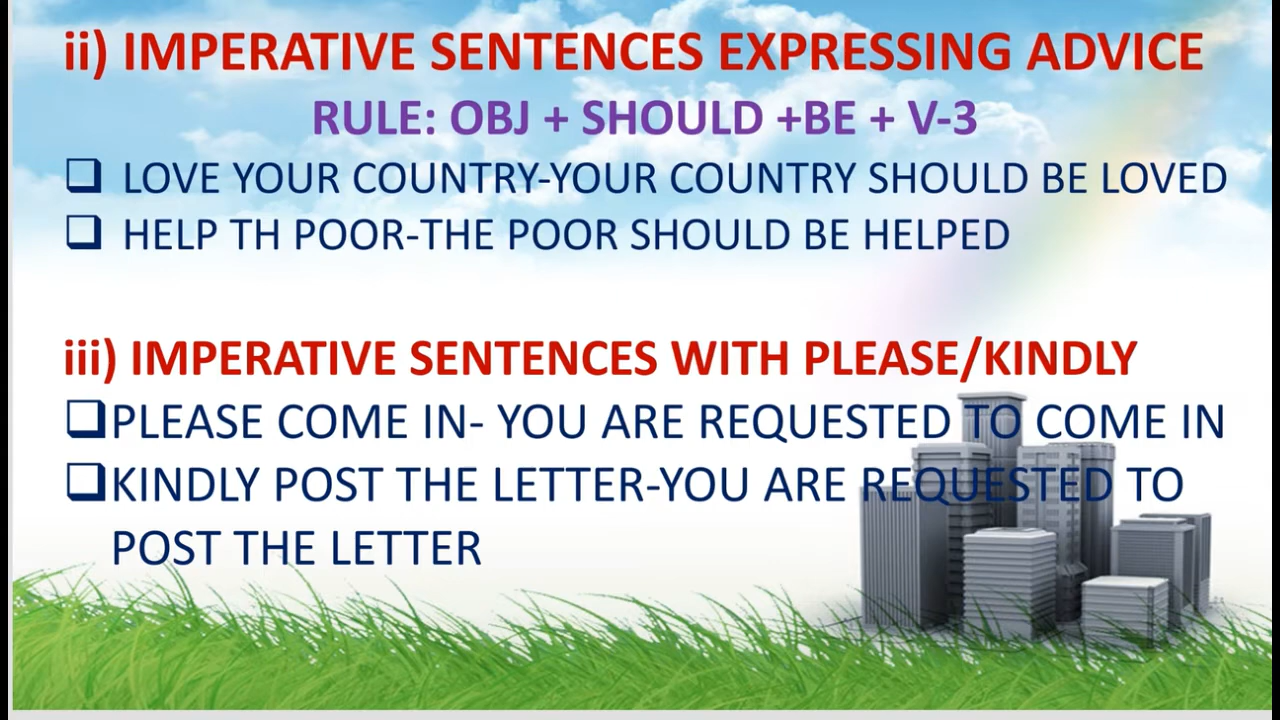 ii) IMPERATIVE SENTENCES EXPRESSING ADVICE
RULE: OBJ + SHOULD +BE + V-3
❑ LOVE YOUR COUNTRY-YOUR COUNTRY SHOULD BE LOVED
❑ HELP TH POOR-THE POOR SHOULD BE HELPED
iii) IMPERATIVE SENTENCES WITH PLEASE/KINDLY
❑PLEASE COME IN- YOU ARE REQUESTED TO COME IN
❑KINDLY POST THE LETTER-YOU ARE REQUESTED TO
POST THE LETTER